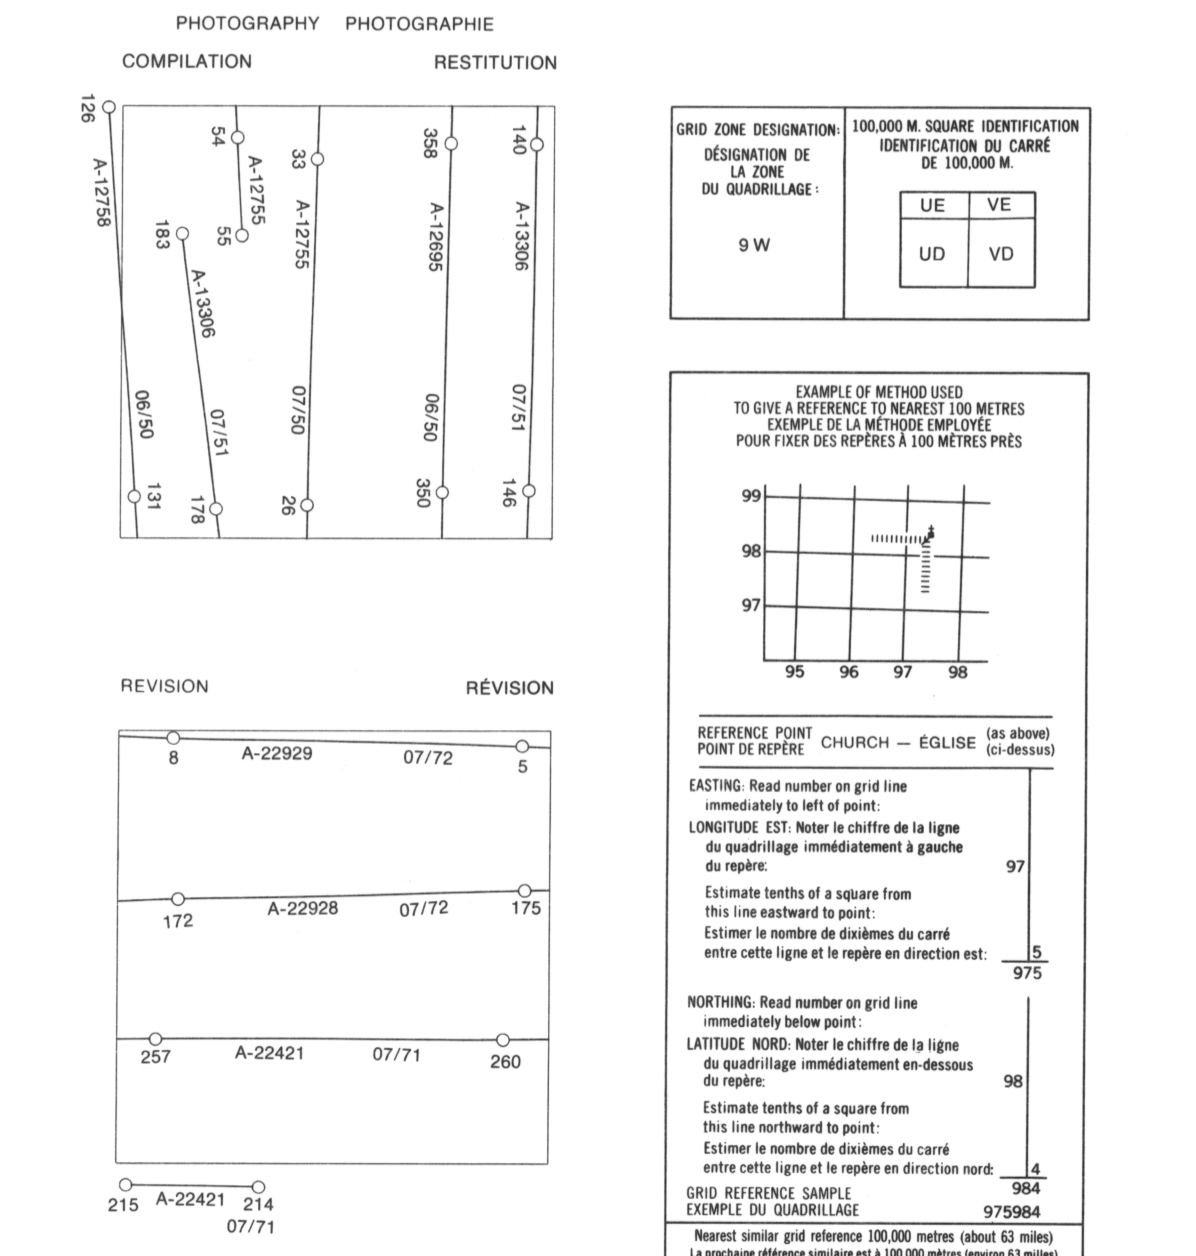 PHOTOGRAPHY PHOTOGRAPHIE
COMPILATION RESTITUTION
126
A-12758
06/50
131
54
A-12755
55
183
A-13306
07/51
178
33
A-12755
07/50
26
358
A-12695
06/50
350
140
A-13306
07/51
146
REVISION RÉVISION
8 A-22929 07/72 5
172 A-22928 07/72 175
257 A-22421 07/71 260
215 A-22421 214
07/71
GRID ZONE DESIGNATION:
DÉSIGNATION DE
LA ZONE
DU QUADRILLAGE:
9 W
100,000 M. SQUARE IDENTIFICATION
IDENTIFICATION DU CARRÉ
DE 100,000 M.
UE VE
UD VD
EXAMPLE OF METHOD USED
TO GIVE A REFERENCE TO NEAREST 100 METRES
EXEMPLE DE LA MÉTHODE EMPLOYÉE
POUR FIXER DES REPÈRES À 100 MÈTRES PRÈS
99
98
97
95 96 97 98
REFERENCE POINT
POINT DE REPÈRE
CHURCH — ÉGLISE
(as above)
(ci-dessus)
EASTING: Read number on grid line
immediately to left of point:
LONGITUDE EST: Noter le chiffre de la ligne
du quadrillage immédiatement à gauche
du repère: 97
Estimate tenths of a square from
this line eastward to point:
Estimer le nombre de dixièmes du carré
entre cette ligne et le repère en direction est: 5
975
NORTHING: Read number on grid line
immediately below point:
LATITUDE NORD: Noter le chiffre de la ligne
du quadrillage immédiatement en-dessous
du repère: 98
Estimate tenths of a square from
this line northward to point:
Estimer le nombre de dixièmes du carré
entre cette ligne et le repère en direction nord: 4
GRID REFERENCE SAMPLE 984
EXEMPLE DU QUADRILLAGE 975984
Nearest similar grid reference 100,000 metres (about 63 miles)
La prochaine référence similaire est à 100,000 mètres (environ 63 milles)